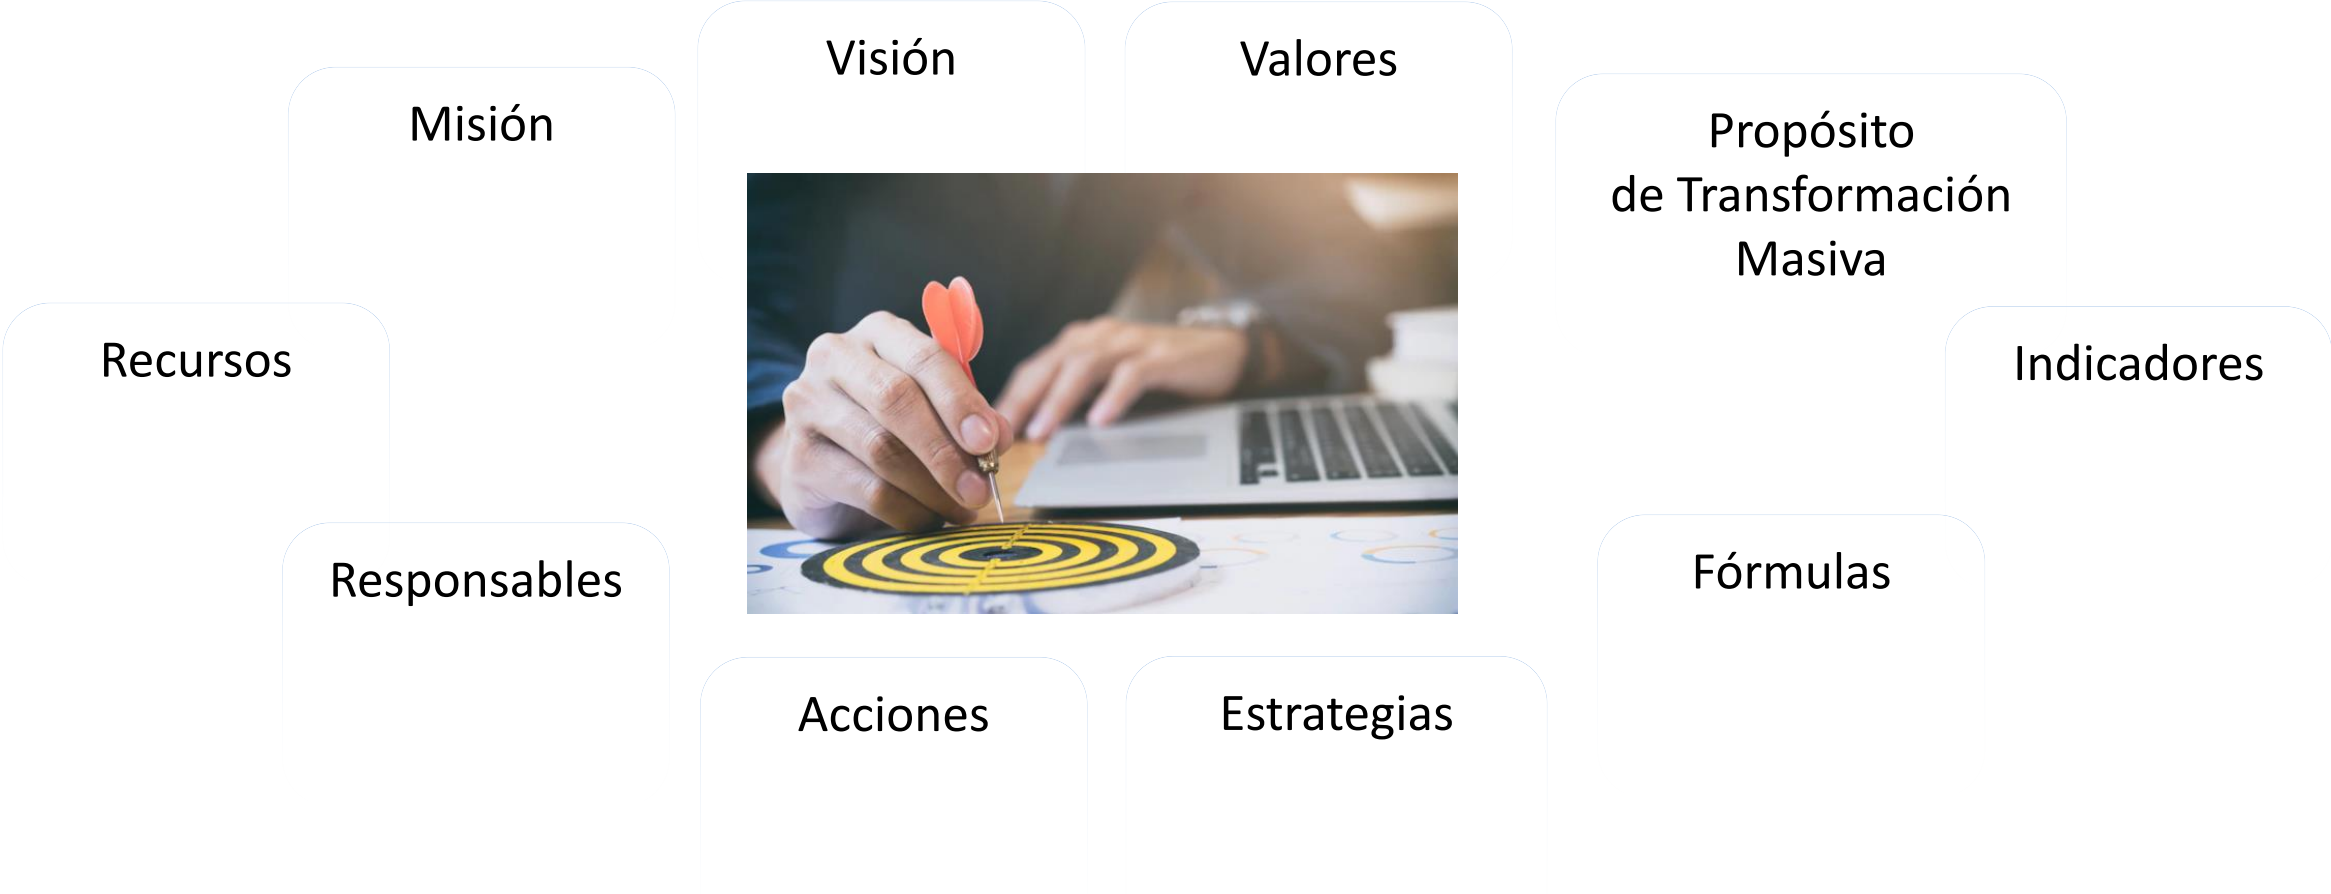 Visión
Valores
Misión
Propósito
de Transformación
Masiva
Recursos
Indicadores
Responsables
Fórmulas
Acciones
Estrategias